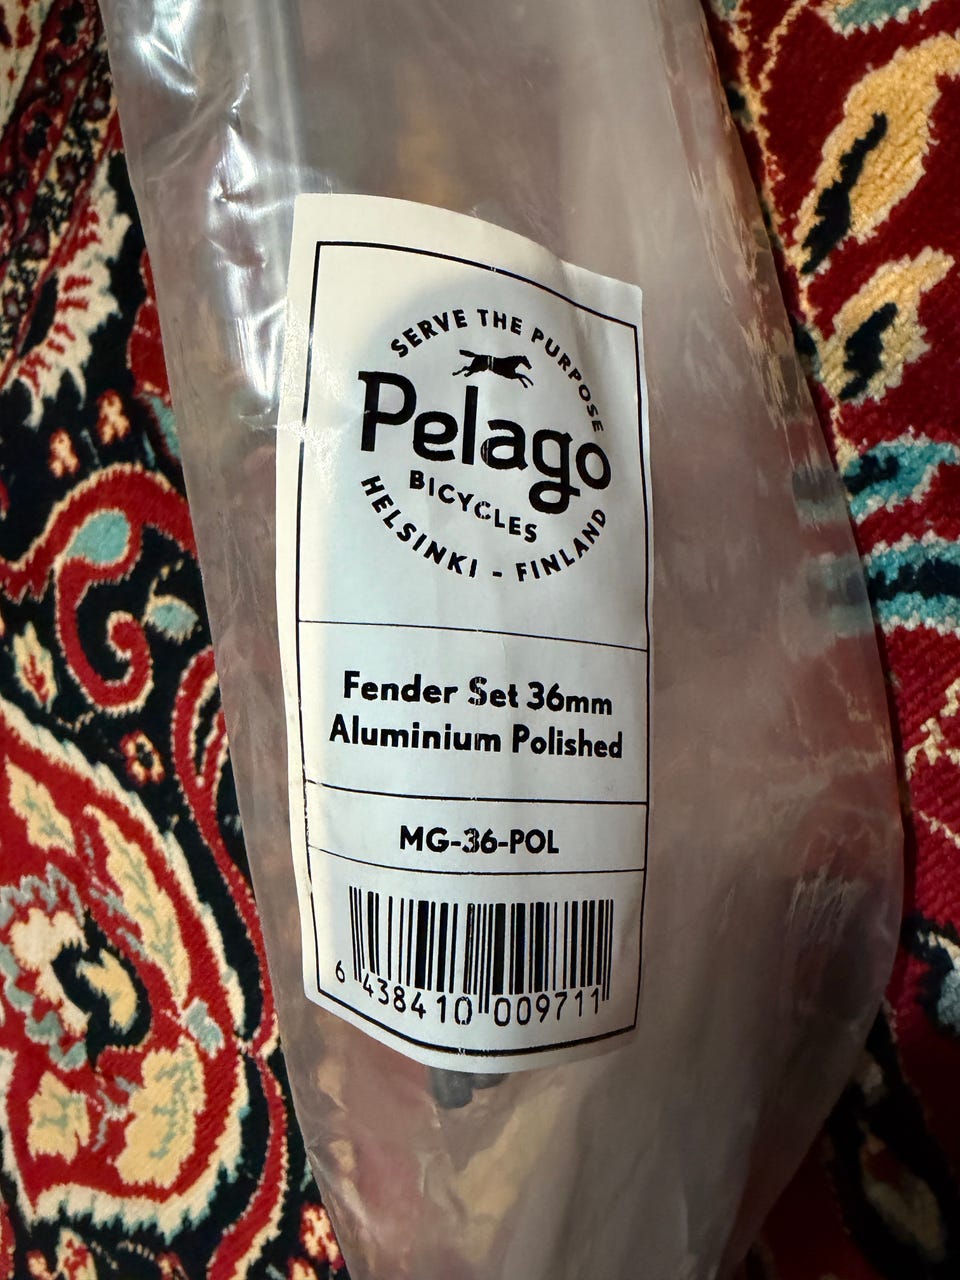 SERVE THE PURPOSE
Pelago
BICYCLES
HELSINKI - FINLAND
Fender Set 36mm
Aluminium Polished
MG-36-POL
6 438410 009711